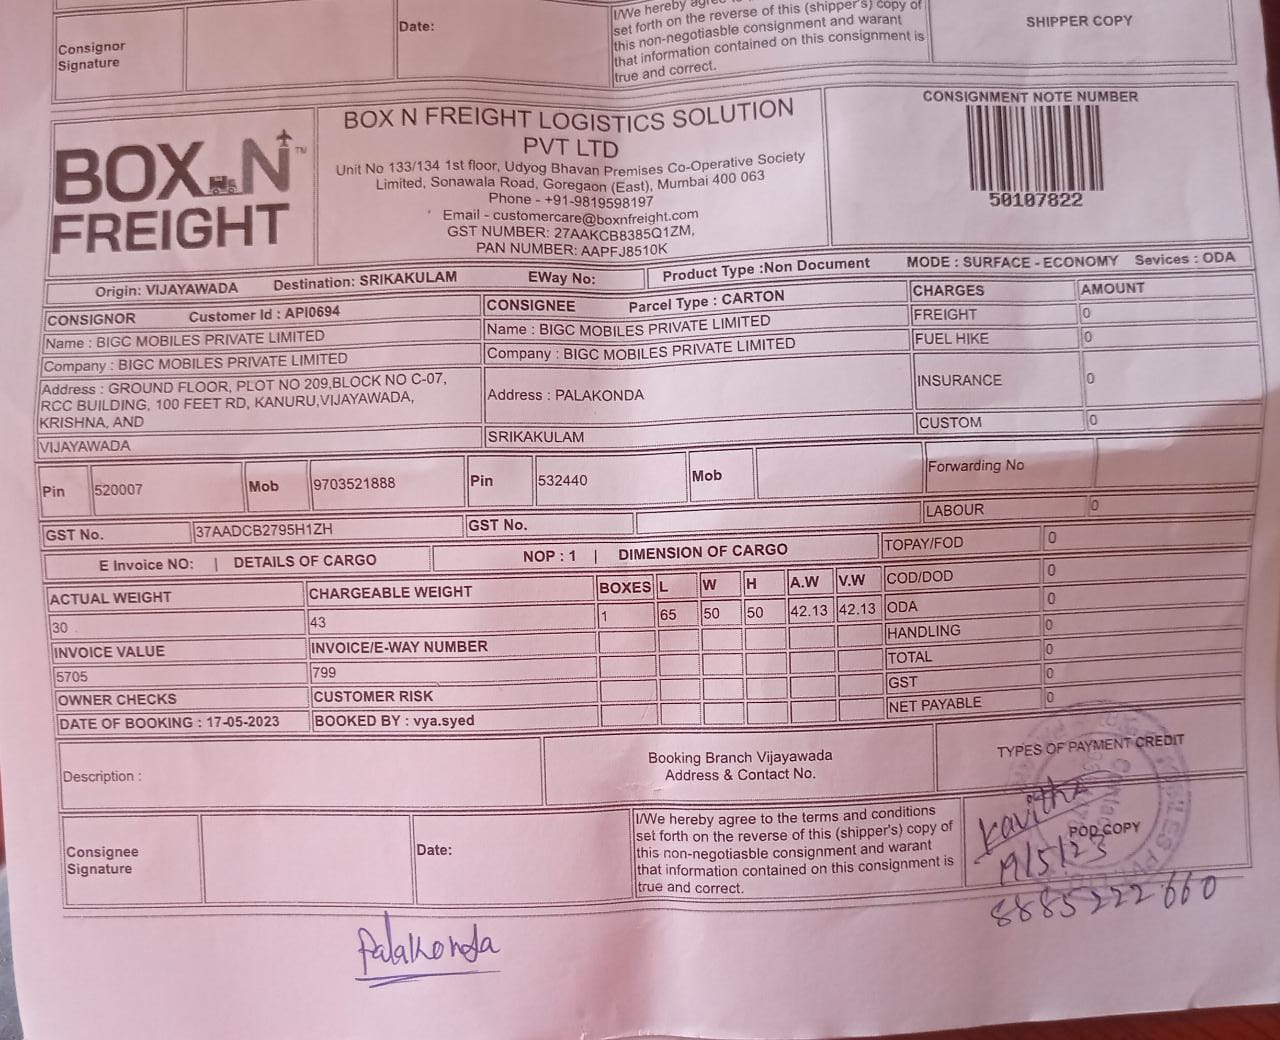 I/We hereby agree
set forth on the reverse of this (shipper's) copy of
this non-negotiasble consignment and warant
that information contained on this consignment is
true and correct.
Consignor
Signature
Date:
SHIPPER COPY
BOX N
FREIGHT
TM
BOX N FREIGHT LOGISTICS SOLUTION
PVT LTD
Unit No 133/134 1st floor, Udyog Bhavan Premises Co-Operative Society
Limited, Sonawala Road, Goregaon (East), Mumbai 400 063
Phone - +91-9819598197
Email - customercare@boxnfreight.com
GST NUMBER: 27AAKCB8385Q1ZM,
PAN NUMBER: AAPFJ8510K
CONSIGNMENT NOTE NUMBER
50107822
Origin: VIJAYAWADA Destination: SRIKAKULAM EWay No: Product Type :Non Document MODE : SURFACE - ECONOMY Sevices : ODA
CONSIGNOR Customer Id : API0694
Name : BIGC MOBILES PRIVATE LIMITED
Company : BIGC MOBILES PRIVATE LIMITED
Address : GROUND FLOOR, PLOT NO 209,BLOCK NO C-07,
RCC BUILDING, 100 FEET RD, KANURU,VIJAYAWADA,
KRISHNA, AND
VIJAYAWADA
CONSIGNEE Parcel Type : CARTON
Name : BIGC MOBILES PRIVATE LIMITED
Company : BIGC MOBILES PRIVATE LIMITED
Address : PALAKONDA
SRIKAKULAM
CHARGES AMOUNT
FREIGHT 0
FUEL HIKE 0
INSURANCE 0
CUSTOM 0
Pin 520007 Mob 9703521888 Pin 532440 Mob
Forwarding No
GST No. 37AADCB2795H1ZH GST No.
LABOUR 0
E Invoice NO: | DETAILS OF CARGO NOP : 1 | DIMENSION OF CARGO
TOPAY/FOD 0
ACTUAL WEIGHT CHARGEABLE WEIGHT BOXES L W H A.W V.W COD/DOD 0
30 43 1 65 50 50 42.13 42.13 ODA 0
INVOICE VALUE INVOICE/E-WAY NUMBER HANDLING 0
5705 799 TOTAL 0
OWNER CHECKS CUSTOMER RISK GST 0
DATE OF BOOKING : 17-05-2023 BOOKED BY : vya.syed NET PAYABLE 0
Description :
Booking Branch Vijayawada
Address & Contact No.
TYPES OF PAYMENT CREDIT
Consignee
Signature
Date:
I/We hereby agree to the terms and conditions
set forth on the reverse of this (shipper's) copy of
this non-negotiasble consignment and warant
that information contained on this consignment is
true and correct.
Kavitha
POD COPY
19/5/23
8885222660
Palakonda